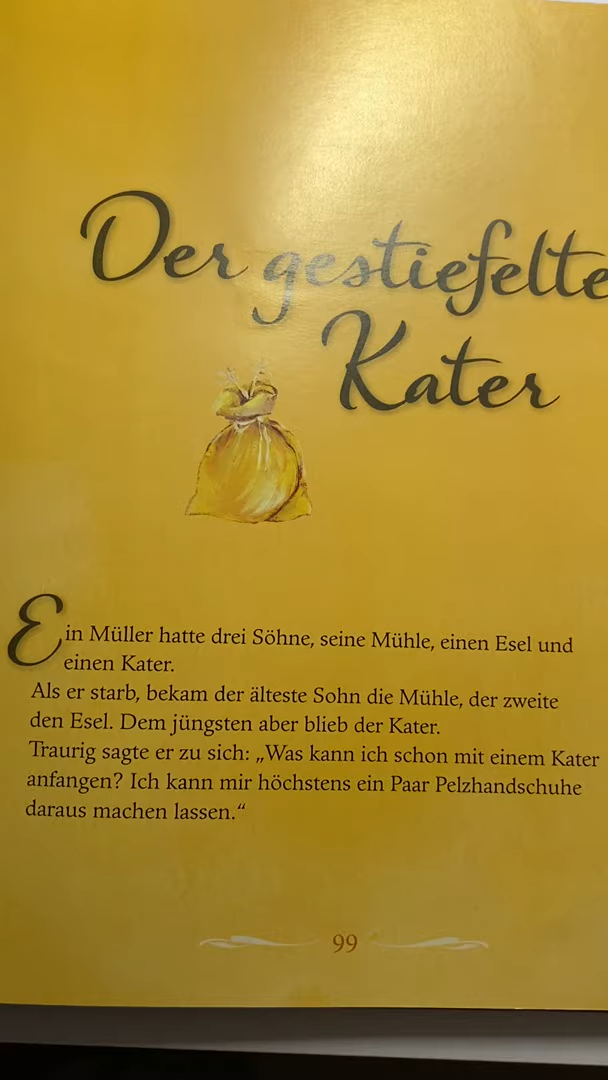 Der gestiefelte
Kater
Ein Müller hatte drei Söhne, seine Mühle, einen Esel und
einen Kater.
Als er starb, bekam der älteste Sohn die Mühle, der zweite
den Esel. Dem jüngsten aber blieb der Kater.
Traurig sagte er zu sich: „Was kann ich schon mit einem Kater
anfangen? Ich kann mir höchstens ein Paar Pelzhandschuhe
daraus machen lassen.“
99